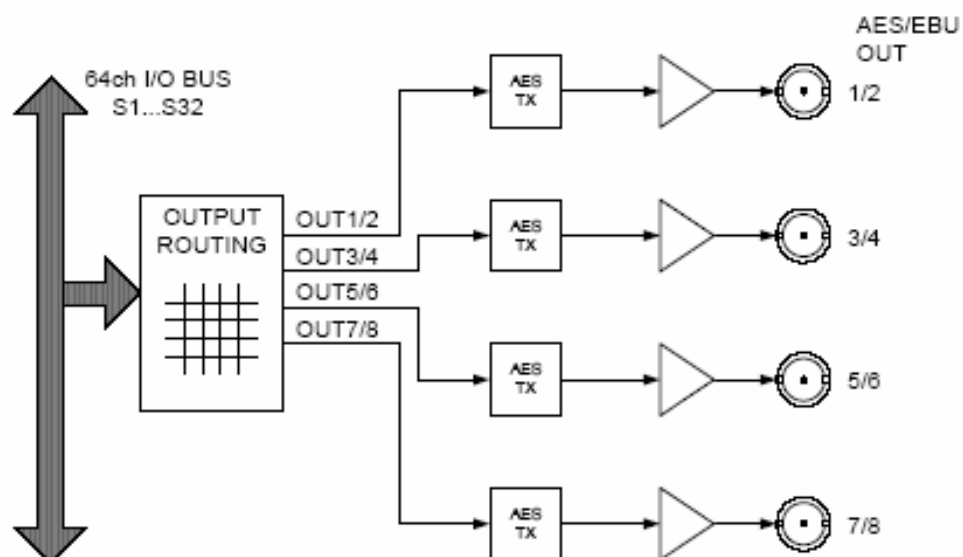 AES/EBU
OUT
64ch I/O BUS
S1...S32
AES
TX
1/2
OUTPUT
ROUTING
OUT1/2
OUT3/4
OUT5/6
OUT7/8
AES
TX
3/4
AES
TX
5/6
AES
TX
7/8